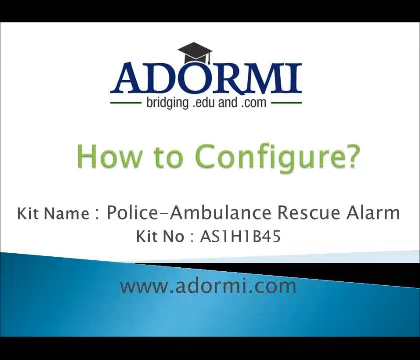 ADORMI
bridging .edu and .com
How to Configure?
Kit Name : Police-Ambulance Rescue Alarm
Kit No : AS1H1B45
www.adormi.com